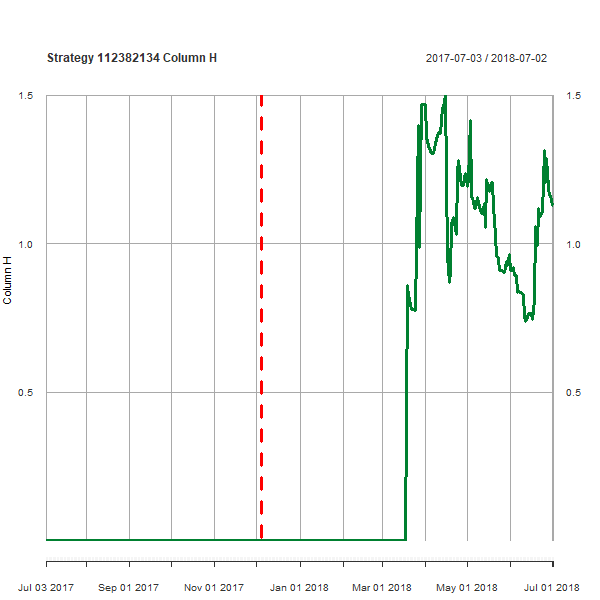 Strategy 112382134 Column H
2017-07-03 / 2018-07-02
1.5
1.5
1.0
1.0
Column H
0.5
0.5
Jul 03 2017
Sep 01 2017
Nov 01 2017
Jan 01 2018
Mar 01 2018
May 01 2018
Jul 01 2018